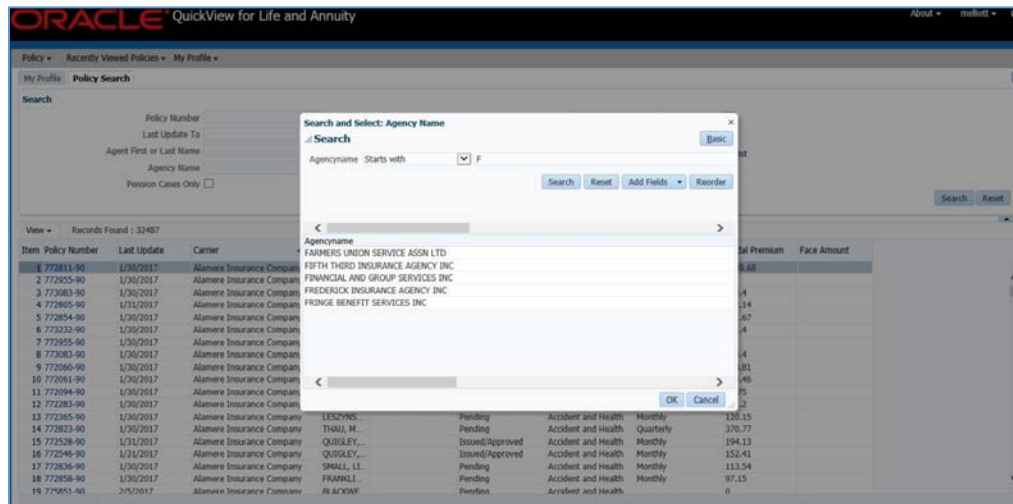 ORACLE QuickView for Life and Annuity About mellott
Policy Recently Viewed Policies My Profile
My Profile Policy Search
Search
Policy Number
Last Update To
Agent First or Last Name
Agency Name
Pension Cases Only
Search and Select: Agency Name ×
Search Basic
Agencyname Starts with F
Search Reset Add Fields Reorder
Agencyname
FARMERS UNION SERVICE ASSN LTD
FIFTH THIRD INSURANCE AGENCY INC
FINANCIAL AND GROUP SERVICES INC
FREDERICK INSURANCE AGENCY INC
FRINGE BENEFIT SERVICES INC
OK Cancel
Search Reset
View Records Found : 32487
Item Policy Number Last Update Carrier Premium Face Amount
1 772811-90 1/30/2017 Alamere Insurance Company
2 772955-90 1/30/2017 Alamere Insurance Company
3 773083-90 1/30/2017 Alamere Insurance Company
4 772805-90 1/31/2017 Alamere Insurance Company
5 772854-90 1/30/2017 Alamere Insurance Company
6 773232-90 1/30/2017 Alamere Insurance Company
7 772955-90 1/30/2017 Alamere Insurance Company
8 773083-90 1/30/2017 Alamere Insurance Company
9 772060-90 1/30/2017 Alamere Insurance Company
10 772061-90 1/30/2017 Alamere Insurance Company
11 772094-90 1/30/2017 Alamere Insurance Company
12 772283-90 1/30/2017 Alamere Insurance Company
13 772365-90 1/30/2017 Alamere Insurance Company LESZYNS... Pending Accident and Health Monthly 120.15
14 772823-90 1/30/2017 Alamere Insurance Company THAU, M... Pending Accident and Health Quarterly 370.77
15 772528-90 1/31/2017 Alamere Insurance Company QUIGLEY,... Issued/Approved Accident and Health Monthly 194.13
16 772546-90 1/31/2017 Alamere Insurance Company QUIGLEY,... Issued/Approved Accident and Health Monthly 152.41
17 772836-90 1/30/2017 Alamere Insurance Company SMALL, LI... Pending Accident and Health Monthly 113.54
18 772858-90 1/30/2017 Alamere Insurance Company FRANKLI... Pending Accident and Health Monthly 97.15
19 775851-90 2/5/2017 Alamere Insurance Company BLACKWE... Pending Accident and Health 0